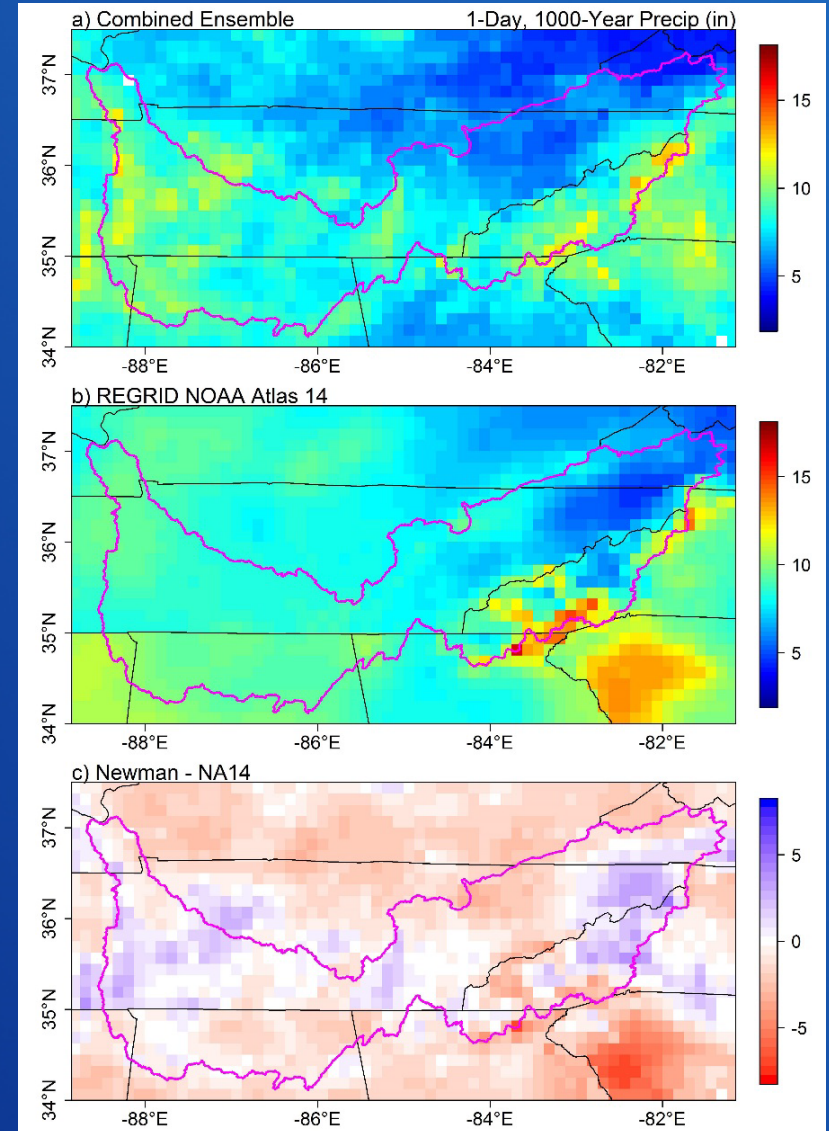 a) Combined Ensemble 1-Day, 1000-Year Precip (in)
37°N
36°N
35°N
34°N
-88°E -86°E -84°E -82°E
15
10
5
b) REGRID NOAA Atlas 14
37°N
36°N
35°N
34°N
-88°E -86°E -84°E -82°E
15
10
5
c) Newman - NA14
37°N
36°N
35°N
34°N
-88°E -86°E -84°E -82°E
5
0
-5